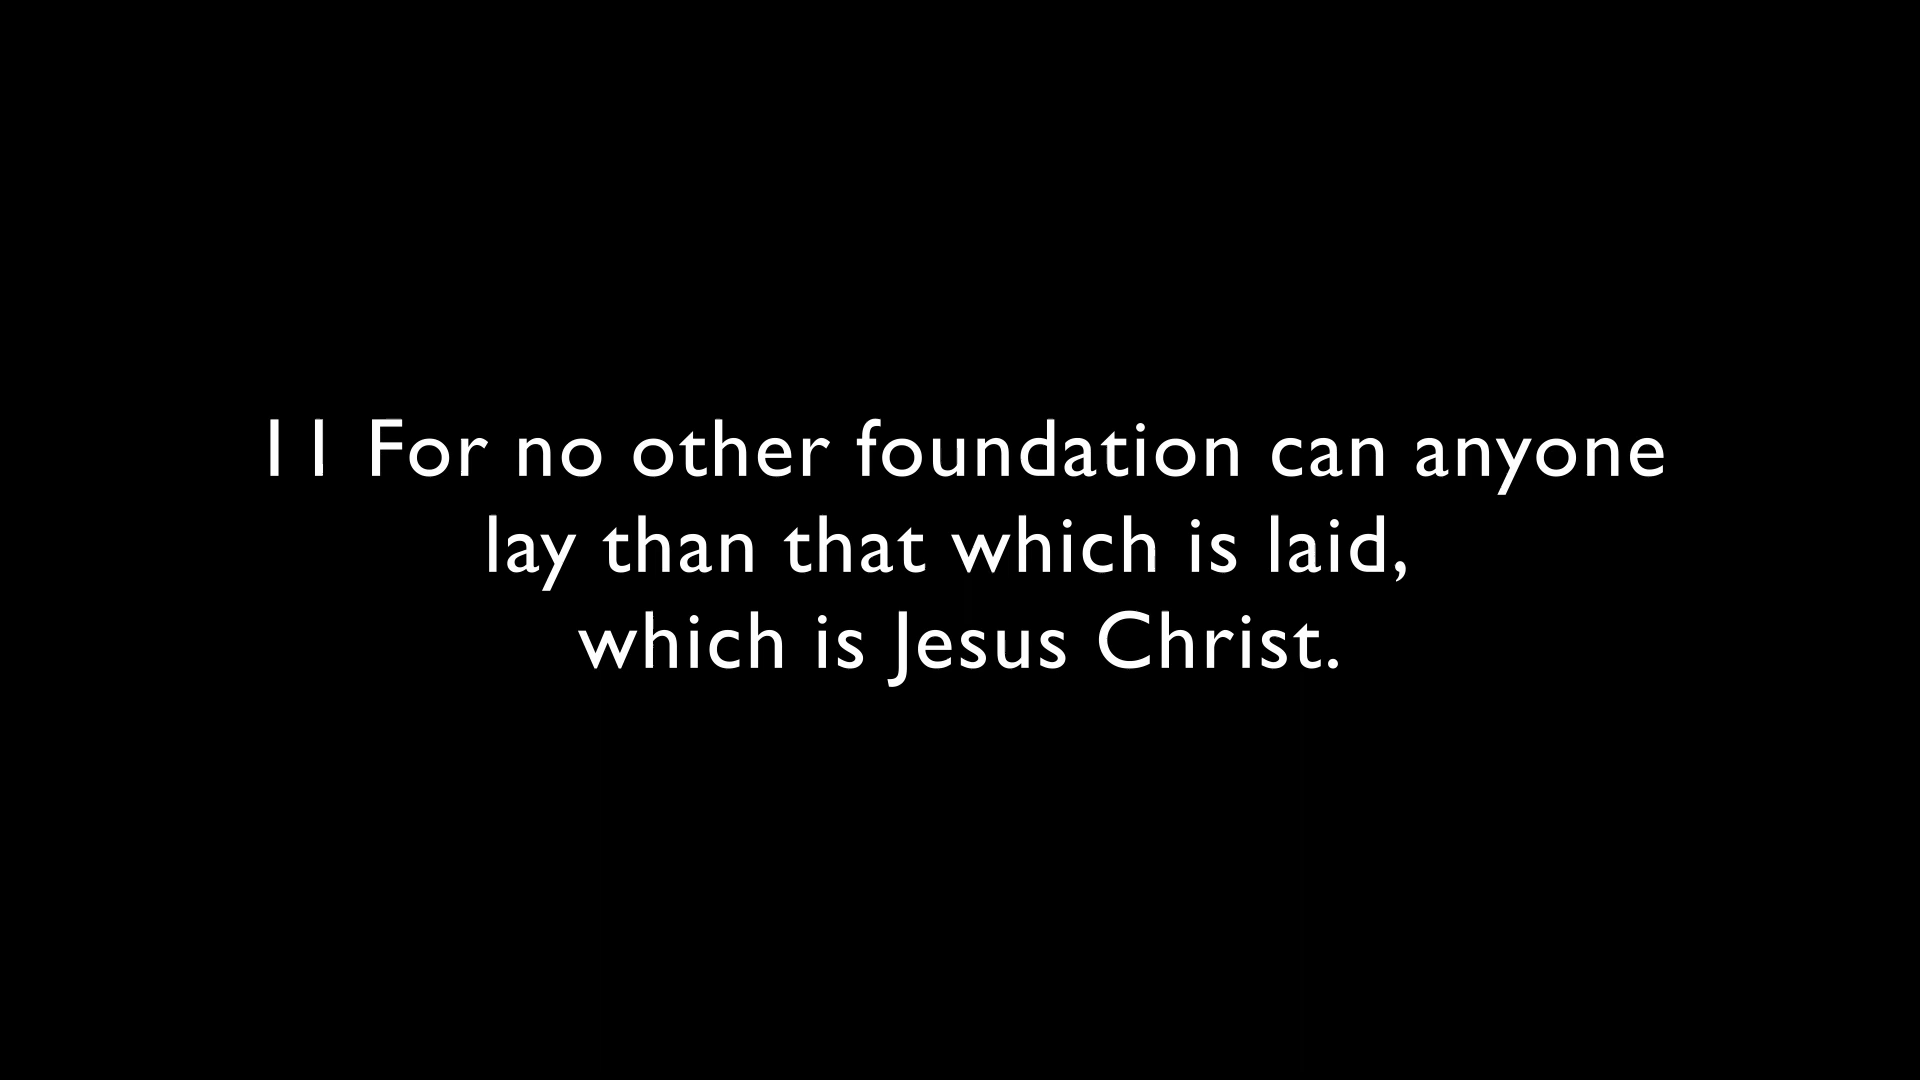 11 For no other foundation can anyone
lay than that which is laid,
which is Jesus Christ.